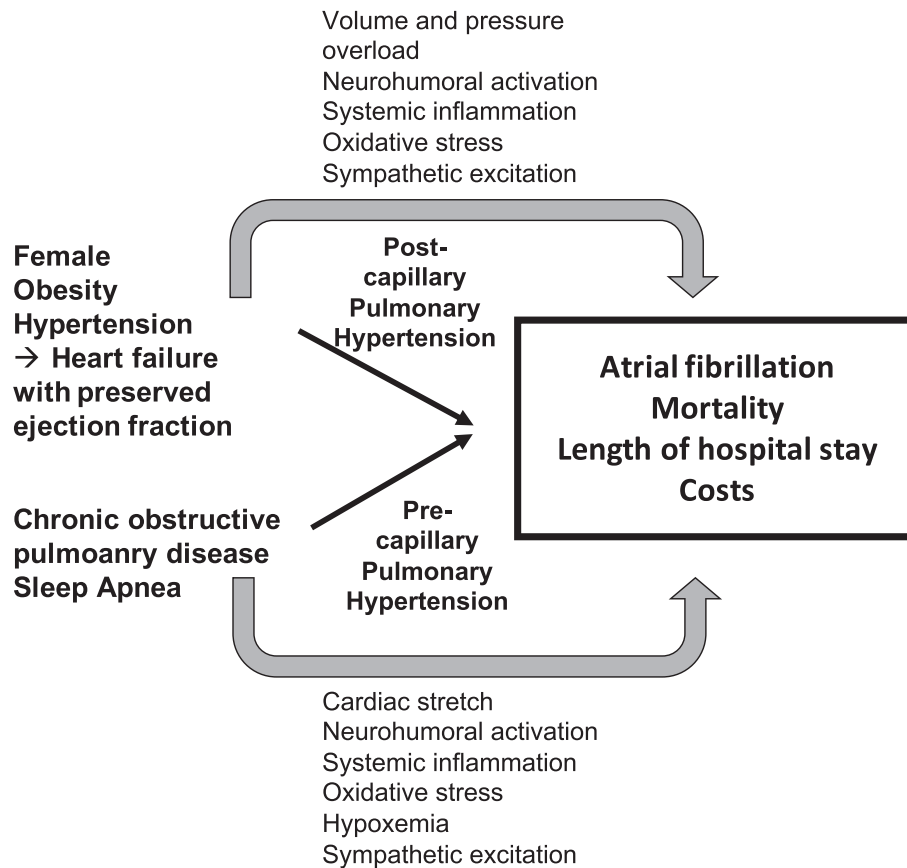 Volume and pressure
overload
Neurohumoral activation
Systemic inflammation
Oxidative stress
Sympathetic excitation
Female
Obesity
Hypertension
→ Heart failure
with preserved
ejection fraction
Post-
capillary
Pulmonary
Hypertension
Atrial fibrillation
Mortality
Length of hospital stay
Costs
Chronic obstructive
pulmoanry disease
Sleep Apnea
Pre-
capillary
Pulmonary
Hypertension
Cardiac stretch
Neurohumoral activation
Systemic inflammation
Oxidative stress
Hypoxemia
Sympathetic excitation